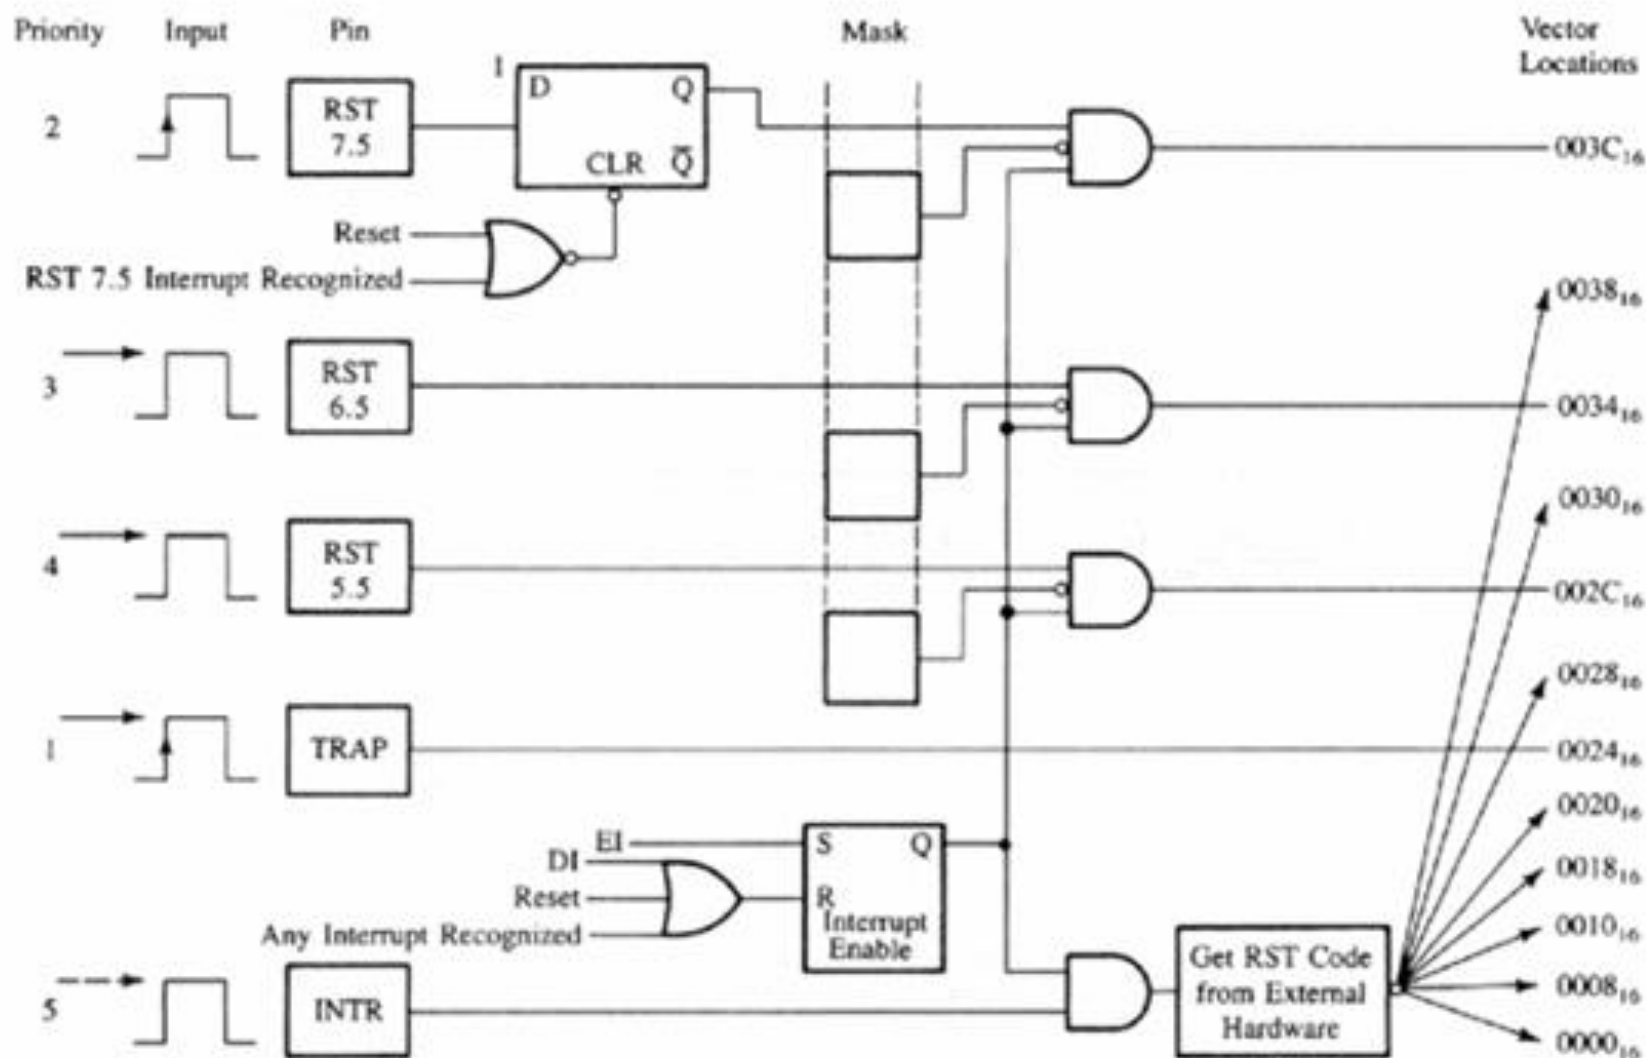 Priority Input Pin Mask Vector
Locations
2
RST
7.5
1
D Q
CLR Q̅
003C₁₆
Reset
RST 7.5 Interrupt Recognized
0038₁₆
3
RST
6.5
0034₁₆
0030₁₆
4
RST
5.5
002C₁₆
0028₁₆
1
TRAP
0024₁₆
0020₁₆
EI
DI
Reset
Any Interrupt Recognized
S Q
R
Interrupt
Enable
0018₁₆
0010₁₆
5
INTR
Get RST Code
from External
Hardware
0008₁₆
0000₁₆